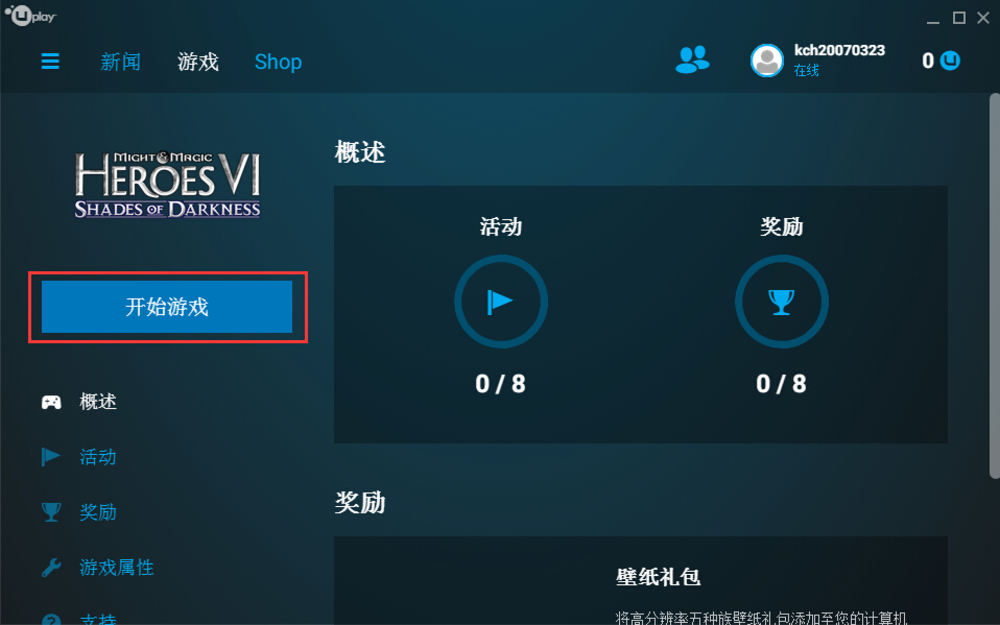 uplay
新闻
游戏
Shop
kch20070323
在线
0
MIGHT & MAGIC
HEROES VI
SHADES OF DARKNESS
开始游戏
概述
活动
奖励
游戏属性
支持
概述
活动
奖励
0 / 8
0 / 8
奖励
壁纸礼包
将高分辨率五种族壁纸礼包添加至您的计算机